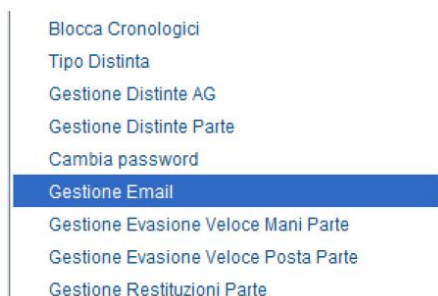 Blocca Cronologici
Tipo Distinta
Gestione Distinte AG
Gestione Distinte Parte
Cambia password
Gestione Email
Gestione Evasione Veloce Mani Parte
Gestione Evasione Veloce Posta Parte
Gestione Restituzioni Parte